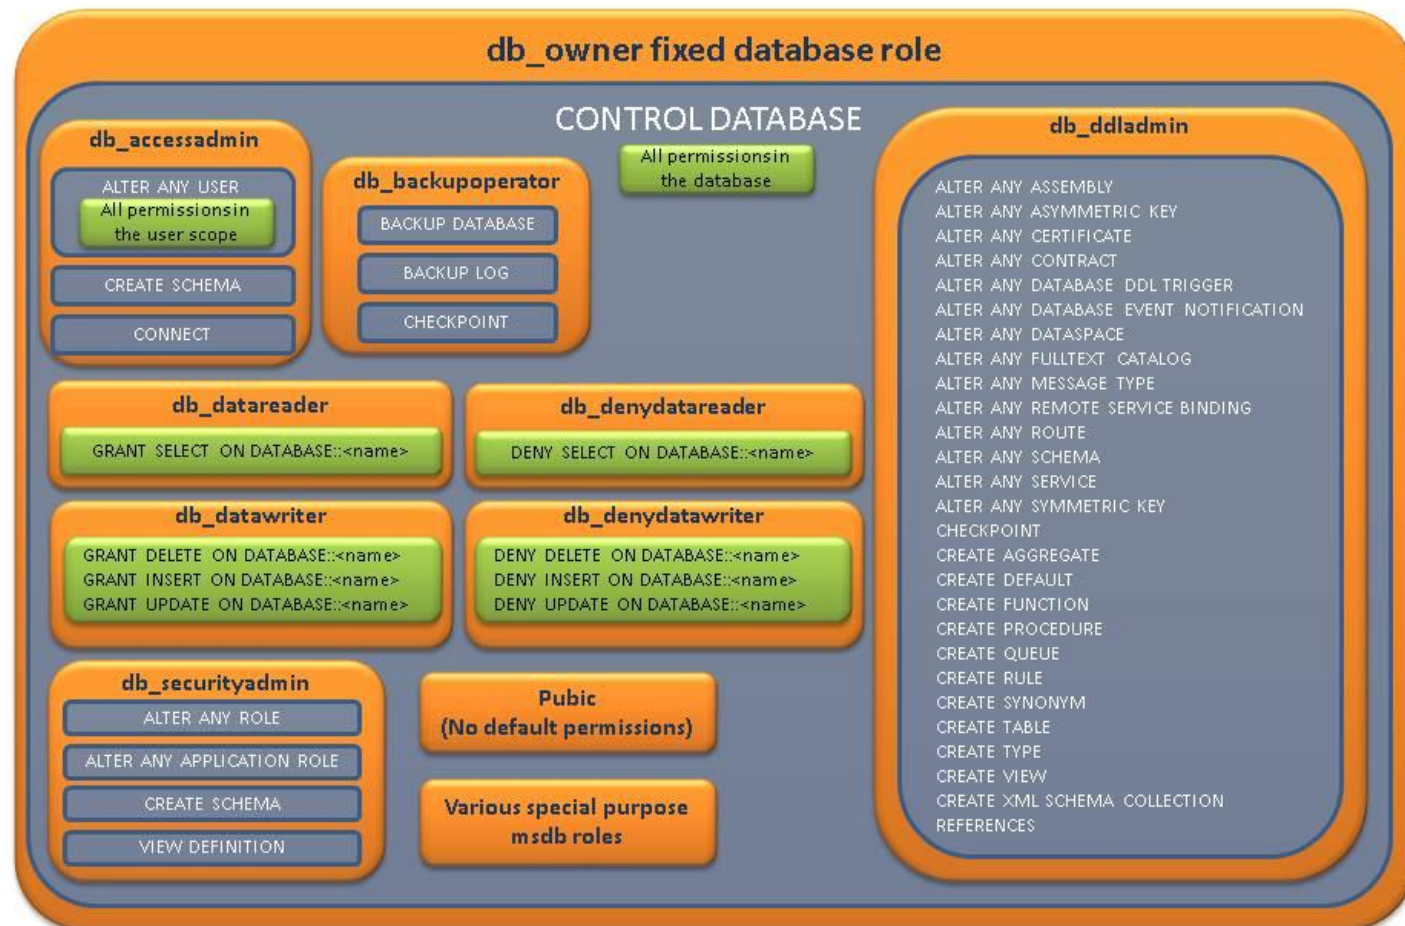 db_owner fixed database role
CONTROL DATABASE
All permissionsin
the database
db_accessadmin
ALTER ANY USER
All permissionsin
the user scope
CREATE SCHEMA
CONNECT
db_backupoperator
BACKUP DATABASE
BACKUP LOG
CHECKPOINT
db_datareader
GRANT SELECT ON DATABASE::<name>
db_denydatareader
DENY SELECT ON DATABASE::<name>
db_datawriter
GRANT DELETE ON DATABASE::<name>
GRANT INSERT ON DATABASE::<name>
GRANT UPDATE ON DATABASE::<name>
db_denydatawriter
DENY DELETE ON DATABASE::<name>
DENY INSERT ON DATABASE::<name>
DENY UPDATE ON DATABASE::<name>
db_securityadmin
ALTER ANY ROLE
ALTER ANY APPLICATION ROLE
CREATE SCHEMA
VIEW DEFINITION
Pubic
(No default permissions)
Various special purpose
msdb roles
db_ddladmin
ALTER ANY ASSEMBLY
ALTER ANY ASYMMETRIC KEY
ALTER ANY CERTIFICATE
ALTER ANY CONTRACT
ALTER ANY DATABASE DDL TRIGGER
ALTER ANY DATABASE EVENT NOTIFICATION
ALTER ANY DATASPACE
ALTER ANY FULLTEXT CATALOG
ALTER ANY MESSAGE TYPE
ALTER ANY REMOTE SERVICE BINDING
ALTER ANY ROUTE
ALTER ANY SCHEMA
ALTER ANY SERVICE
ALTER ANY SYMMETRIC KEY
CHECKPOINT
CREATE AGGREGATE
CREATE DEFAULT
CREATE FUNCTION
CREATE PROCEDURE
CREATE QUEUE
CREATE RULE
CREATE SYNONYM
CREATE TABLE
CREATE TYPE
CREATE VIEW
CREATE XML SCHEMA COLLECTION
REFERENCES